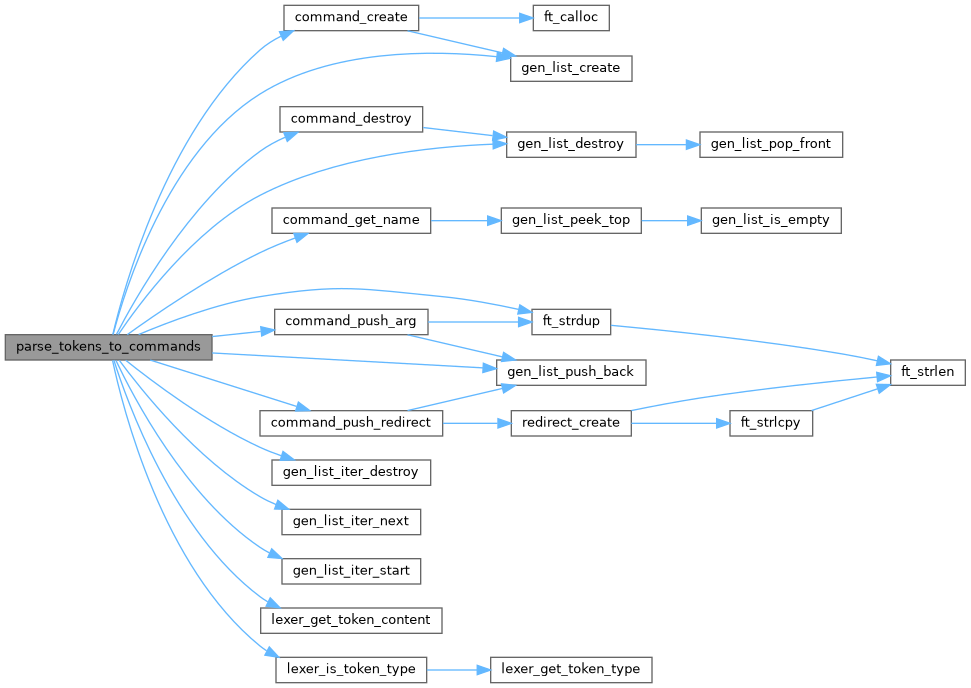 command_create
ft_calloc
gen_list_create
command_destroy
gen_list_destroy
gen_list_pop_front
command_get_name
gen_list_peek_top
gen_list_is_empty
parse_tokens_to_commands
command_push_arg
ft_strdup
gen_list_push_back
ft_strlen
command_push_redirect
redirect_create
ft_strlcpy
gen_list_iter_destroy
gen_list_iter_next
gen_list_iter_start
lexer_get_token_content
lexer_is_token_type
lexer_get_token_type